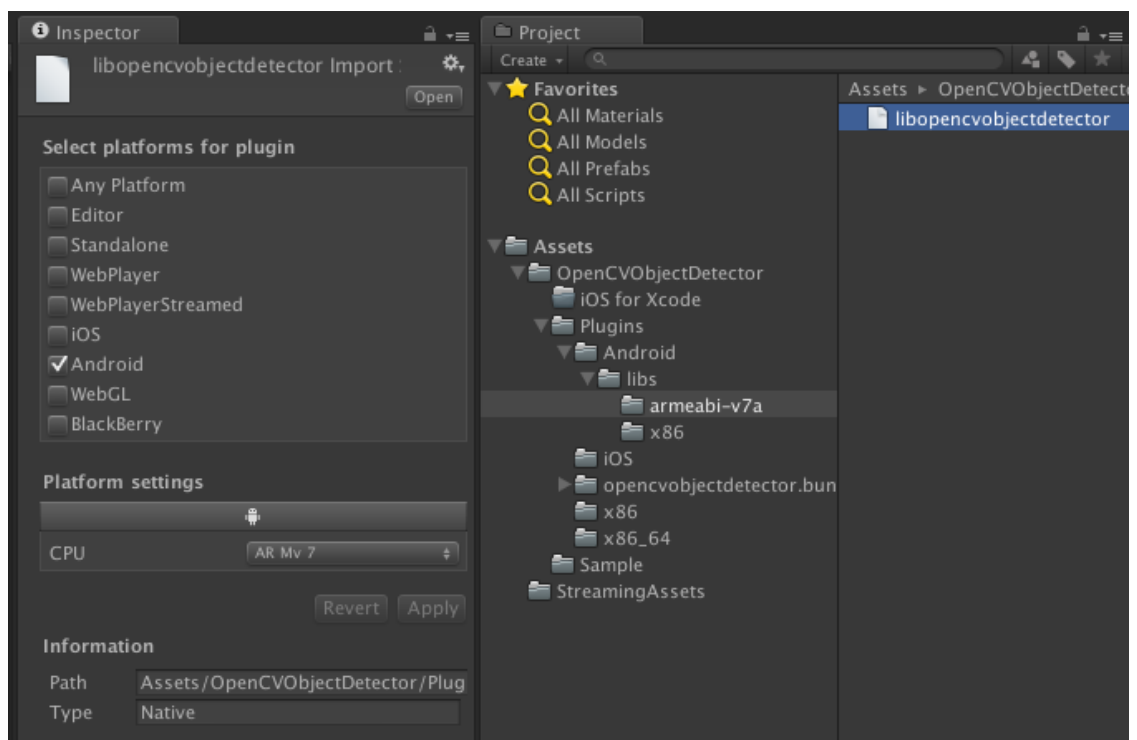 Inspector
libopencvobjectdetector Import
Open
Select platforms for plugin
Any Platform
Editor
Standalone
WebPlayer
WebPlayerStreamed
iOS
Android
WebGL
BlackBerry
Platform settings
CPU
AR Mv 7
Revert
Apply
Information
Path
Assets/OpenCVObjectDetector/Plug
Type
Native
Project
Create
Favorites
All Materials
All Models
All Prefabs
All Scripts
Assets
OpenCVObjectDetector
iOS for Xcode
Plugins
Android
libs
armeabi-v7a
x86
iOS
opencvobjectdetector.bun
x86
x86_64
Sample
StreamingAssets
Assets ▸ OpenCVObjectDetect
libopencvobjectdetector